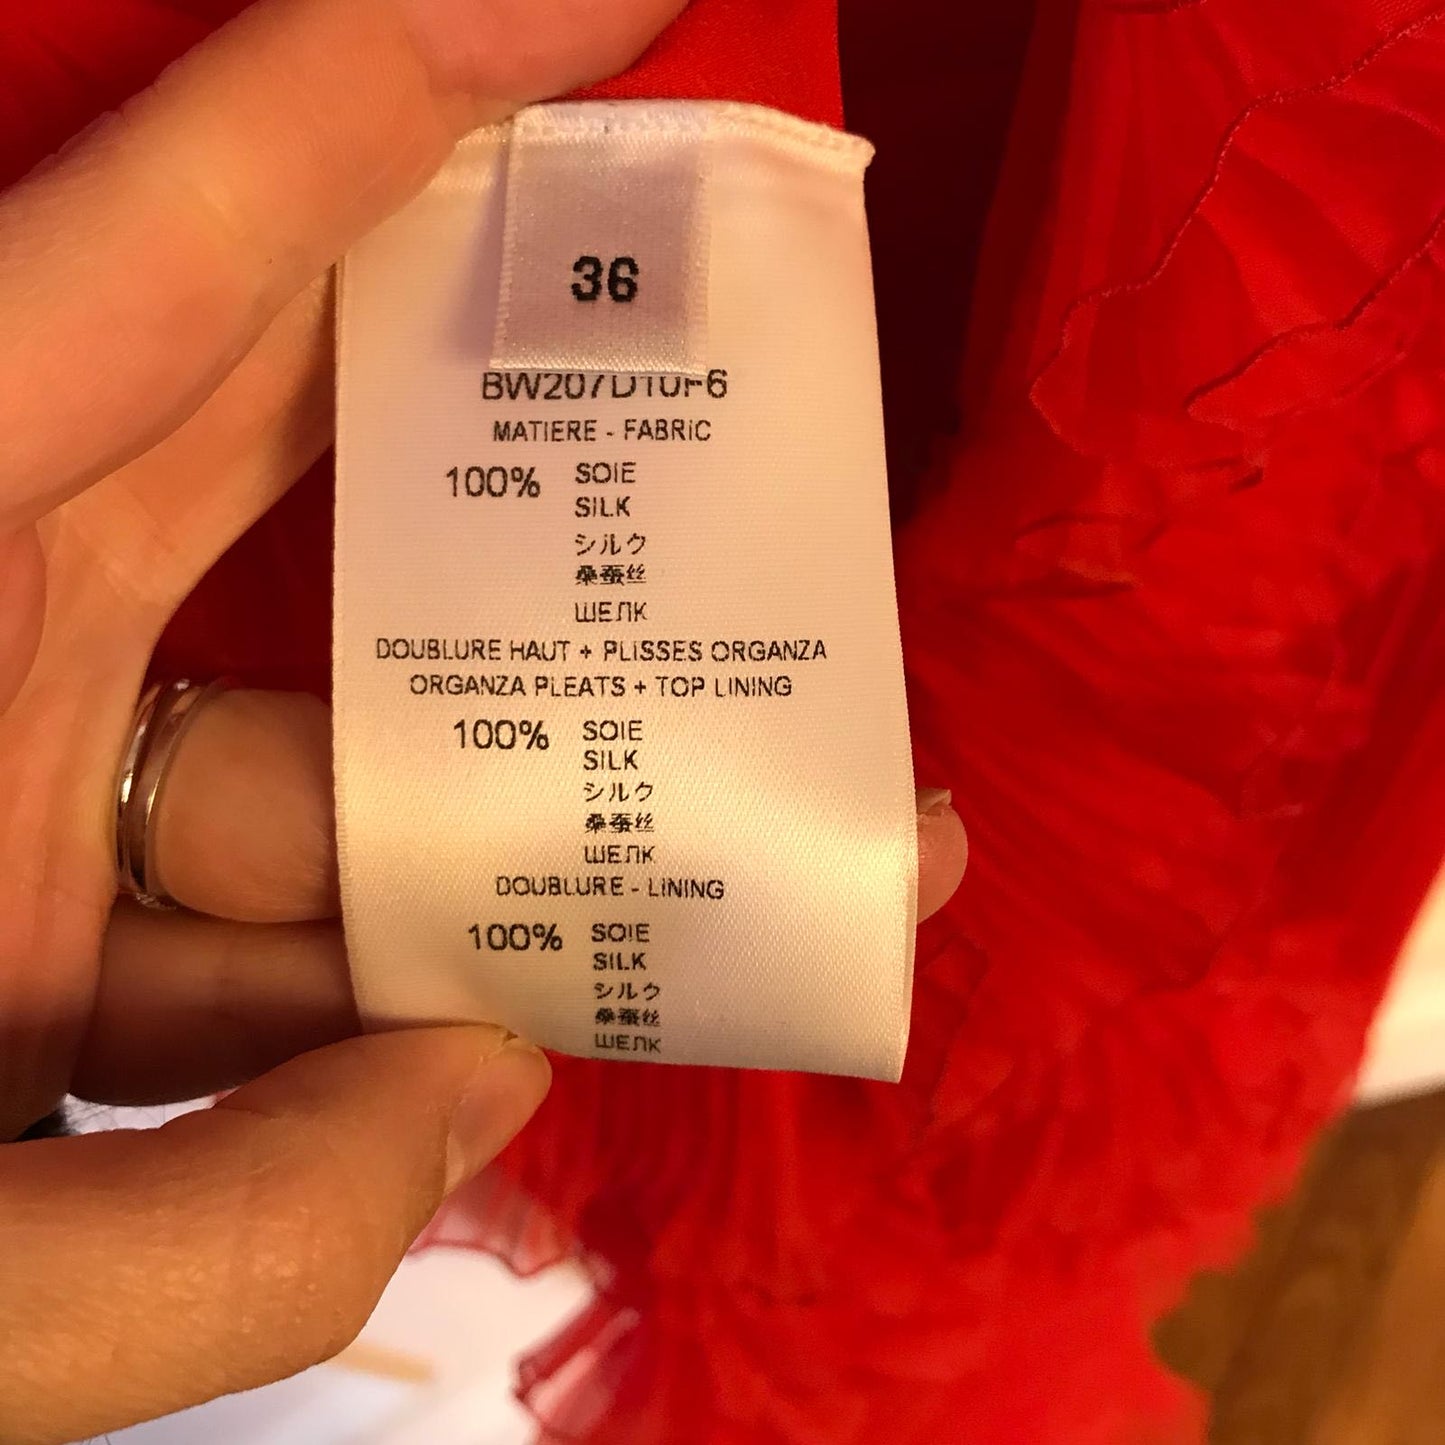 36
BW207D10F6
MATIERE - FABRIC
100% SOIE
SILK
シルク
桑蚕丝
ШЕЛК
DOUBLURE HAUT + PLISSES ORGANZA
ORGANZA PLEATS + TOP LINING
100% SOIE
SILK
シルク
桑蚕丝
ШЕЛК
DOUBLURE - LINING
100% SOIE
SILK
シルク
桑蚕丝
ШЕЛК